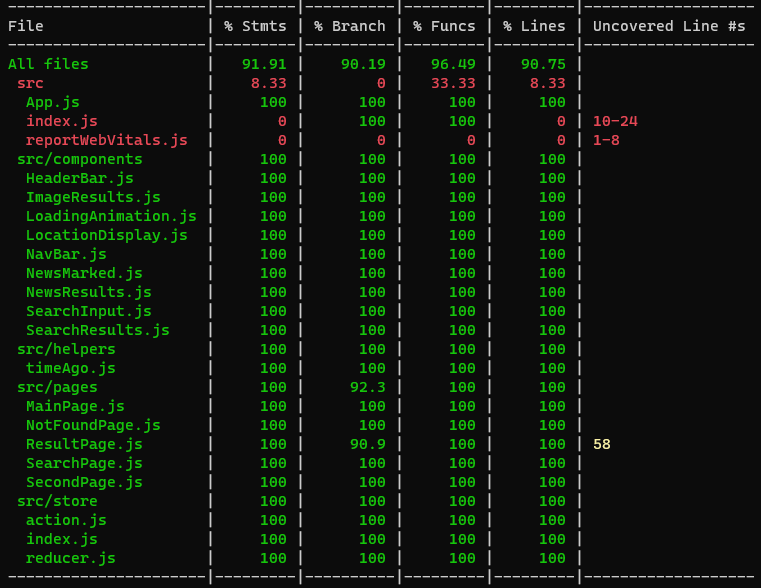 -----------------------|---------|----------|---------|---------|-------------------
File                   | % Stmts | % Branch | % Funcs | % Lines | Uncovered Line #s
-----------------------|---------|----------|---------|---------|-------------------
All files              |   91.91 |    90.19 |   96.49 |   90.75 |
 src                   |    8.33 |        0 |   33.33 |    8.33 |
  App.js               |     100 |      100 |     100 |     100 |
  index.js             |       0 |      100 |     100 |       0 | 10-24
  reportWebVitals.js   |       0 |        0 |       0 |       0 | 1-8
 src/components        |     100 |      100 |     100 |     100 |
  HeaderBar.js         |     100 |      100 |     100 |     100 |
  ImageResults.js      |     100 |      100 |     100 |     100 |
  LoadingAnimation.js  |     100 |      100 |     100 |     100 |
  LocationDisplay.js   |     100 |      100 |     100 |     100 |
  NavBar.js            |     100 |      100 |     100 |     100 |
  NewsMarked.js        |     100 |      100 |     100 |     100 |
  NewsResults.js       |     100 |      100 |     100 |     100 |
  SearchInput.js       |     100 |      100 |     100 |     100 |
  SearchResults.js     |     100 |      100 |     100 |     100 |
 src/helpers           |     100 |      100 |     100 |     100 |
  timeAgo.js           |     100 |      100 |     100 |     100 |
 src/pages             |     100 |     92.3 |     100 |     100 |
  MainPage.js          |     100 |      100 |     100 |     100 |
  NotFoundPage.js      |     100 |      100 |     100 |     100 |
  ResultPage.js        |     100 |     90.9 |     100 |     100 | 58
  SearchPage.js        |     100 |      100 |     100 |     100 |
  SecondPage.js        |     100 |      100 |     100 |     100 |
 src/store             |     100 |      100 |     100 |     100 |
  action.js            |     100 |      100 |     100 |     100 |
  index.js             |     100 |      100 |     100 |     100 |
  reducer.js           |     100 |      100 |     100 |     100 |
-----------------------|---------|----------|---------|---------|-------------------